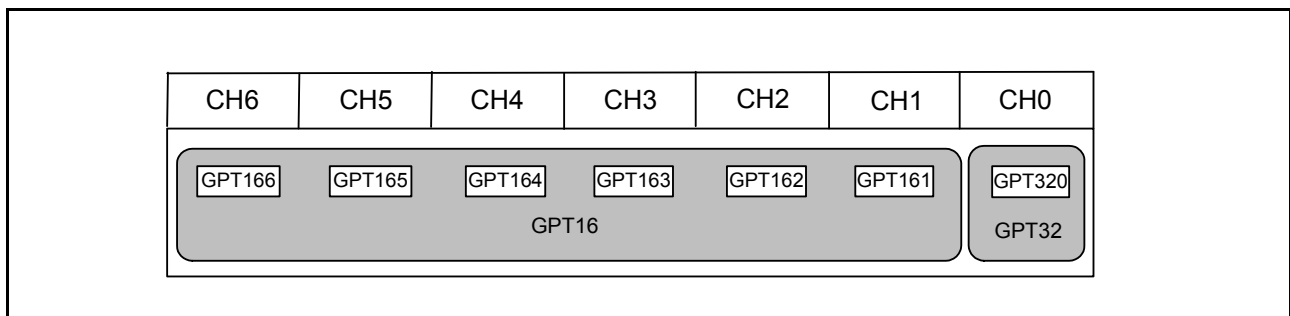 CH6 CH5 CH4 CH3 CH2 CH1 CH0
GPT166 GPT165 GPT164 GPT163 GPT162 GPT161 GPT320
GPT16 GPT32